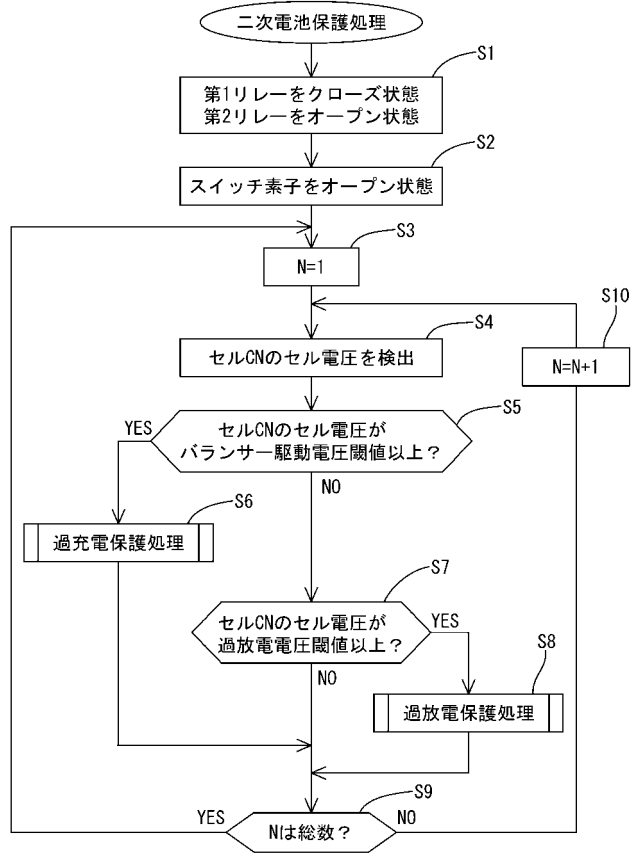 二次電池保護処理
S1
第1リレーをクローズ状態
第2リレーをオープン状態
S2
スイッチ素子をオープン状態
S3
N=1
S10
N=N+1
S4
セルCNのセル電圧を検出
S5
YES
セルCNのセル電圧が
バランサー駆動電圧閾値以上？
NO
S6
過充電保護処理
S7
セルCNのセル電圧が
過放電電圧閾値以上？
YES
NO
S8
過放電保護処理
S9
YES
Nは総数？
NO